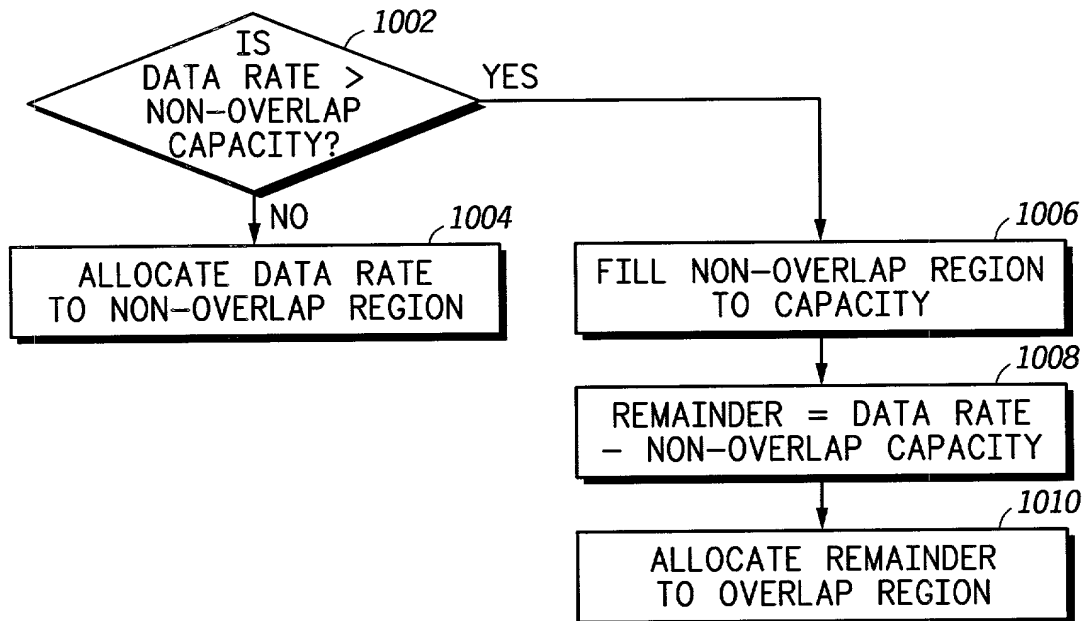 1002
IS
DATA RATE >
NON-OVERLAP
CAPACITY?
YES
NO
1004
ALLOCATE DATA RATE
TO NON-OVERLAP REGION
1006
FILL NON-OVERLAP REGION
TO CAPACITY
1008
REMAINDER = DATA RATE
- NON-OVERLAP CAPACITY
1010
ALLOCATE REMAINDER
TO OVERLAP REGION